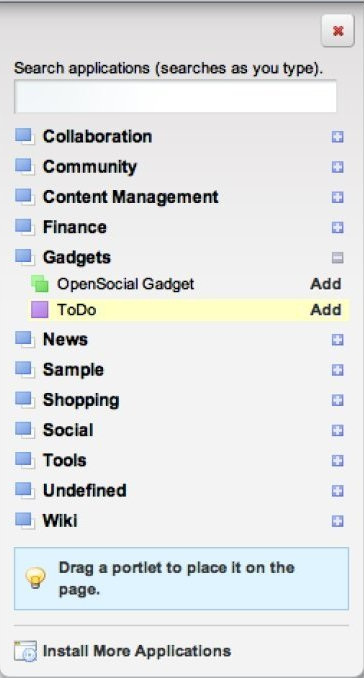 Search applications (searches as you type).
Collaboration
Community
Content Management
Finance
Gadgets
OpenSocial Gadget Add
ToDo Add
News
Sample
Shopping
Social
Tools
Undefined
Wiki
Drag a portlet to place it on the
page.
Install More Applications